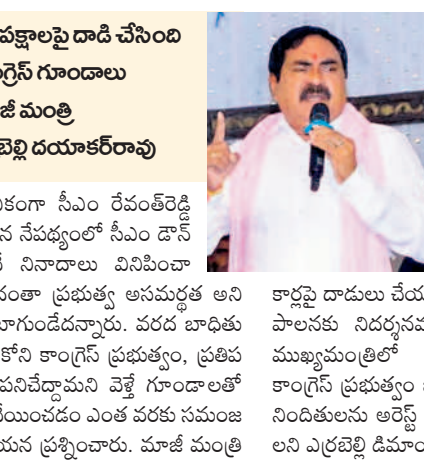 పక్షాలపై దాడి చేసింది
గ్రెస్ గూండాలు
జీ మంత్రి
బెల్లి దయాకర్‌రావు
కంగా సీఎం రేవంత్‌రెడ్డి
న నేపథ్యంలో సీఎం డౌన్
నినాదాలు వినిపించా
దంతా ప్రభుత్వ అసమర్థత అని
లాగుండేదన్నారు. వరద బాధితు
కోని కాంగ్రెస్ ప్రభుత్వం, ప్రతిప
పనిచేద్దామని వెళ్తే గూండాలతో
చేయించడం ఎంత వరకు సమంజ
యన ప్రశ్నించారు. మాజీ మంత్రి
కార్లపై దాడులు చేయ
పాలనకు నిదర్శనమ
ముఖ్యమంత్రిలో
కాంగ్రెస్ ప్రభుత్వం
నిందితులను అరెస్ట్
లని ఎర్రబెల్లి డిమాం